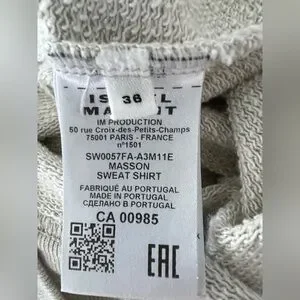 36
IM PRODUCTION
50 rue Croix-des-Petits-Champs
75001 PARIS - FRANCE
n°1501
SW0057FA-A3M11E
MASSON
SWEAT SHIRT
FABRIQUÉ AU PORTUGAL
MADE IN PORTUGAL
СДЕЛАНО В PORTUGAL
CA 00985
EAC